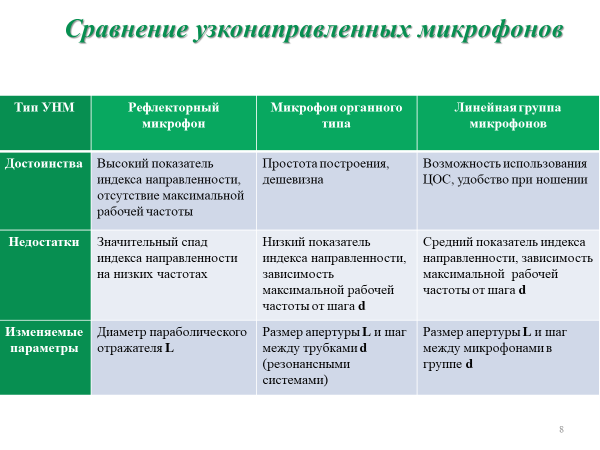 Сравнение узконаправленных микрофонов
Тип УНМ
Рефлекторный
микрофон
Микрофон органного
типа
Линейная группа
микрофонов
Достоинства
Высокий показатель
индекса направленности,
отсутствие максимальной
рабочей частоты
Простота построения,
дешевизна
Возможность использования
ЦОС, удобство при ношении
Недостатки
Значительный спад
индекса направленности
на низких частотах
Низкий показатель
индекса направленности,
зависимость
максимальной рабочей
частоты от шага d
Средний показатель индекса
направленности, зависимость
максимальной рабочей
частоты от шага d
Изменяемые
параметры
Диаметр параболического
отражателя L
Размер апертуры L и шаг
между трубками d
(резонансными
системами)
Размер апертуры L и шаг
между микрофонами в
группе d
8